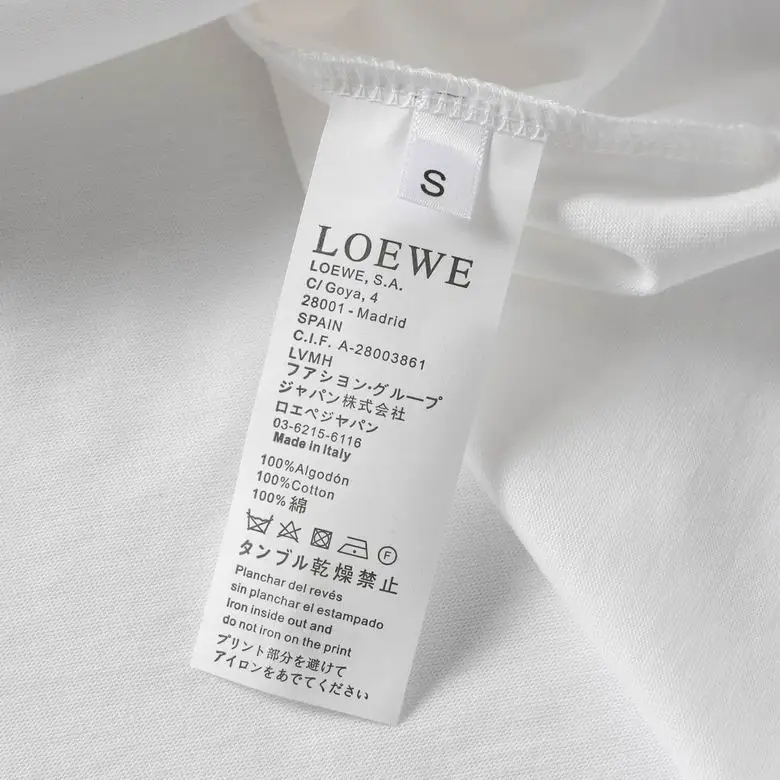 S
LOEWE
LOEWE, S.A.
C/ Goya, 4
28001 - Madrid
SPAIN
C.I.F. A-28003861
LVMH
フアシヨン・グループ
ジャパン株式会社
ロエベジャパン
03-6215-6116
Made in Italy
100%Algodón
100%Cotton
100% 綿
F
タンブル乾燥禁止
Planchar del revés
sin planchar el estampado
Iron inside out and
do not iron on the print
プリント部分を避けて
アイロンをあでてください